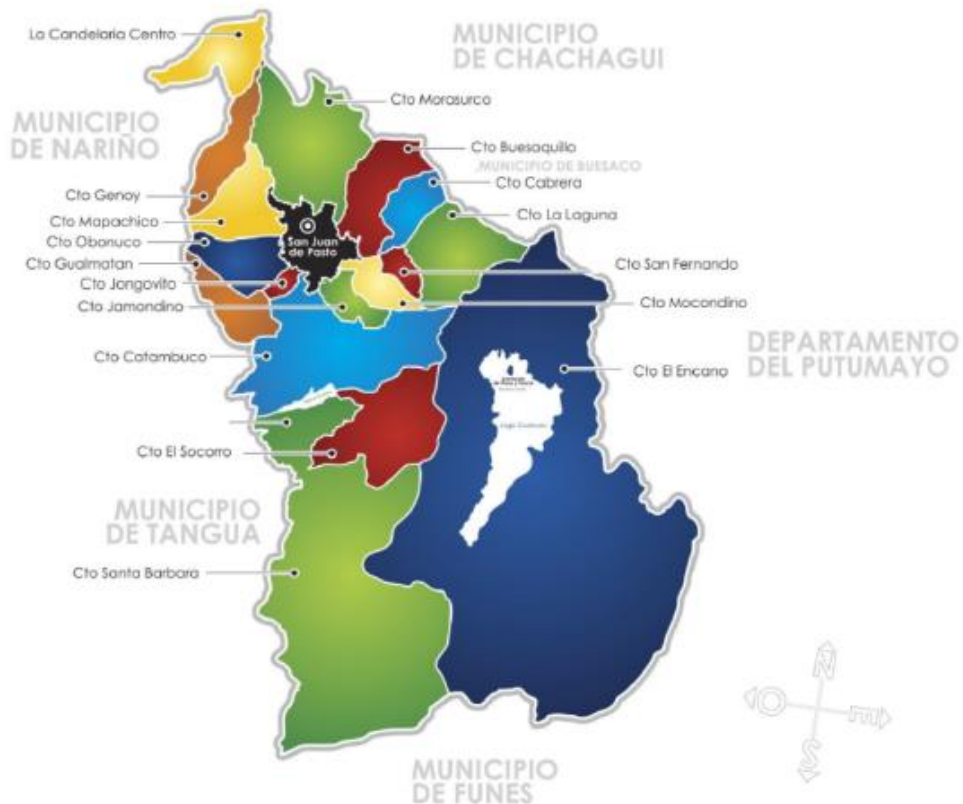 La Candelaria Centro
MUNICIPIO
DE CHACHAGUI
Cto Morasurco
MUNICIPIO
DE NARIÑO
Cto Buesaquillo
MUNICIPIO DE BUESACO
Cto Cabrera
Cto Genoy
Cto La Laguna
Cto Mapachico
Cto Obonuco
San Juan
de Pasto
Cto Gualmatan
Cto San Fernando
Cto Jongovito
Cto Jamondino
Cto Mocondino
Cto Catambuco
DEPARTAMENTO
DEL PUTUMAYO
Cto El Encano
Cto El Socorro
MUNICIPIO
DE TANGUA
Cto Santa Barbara
N
O
E
S
MUNICIPIO
DE FUNES